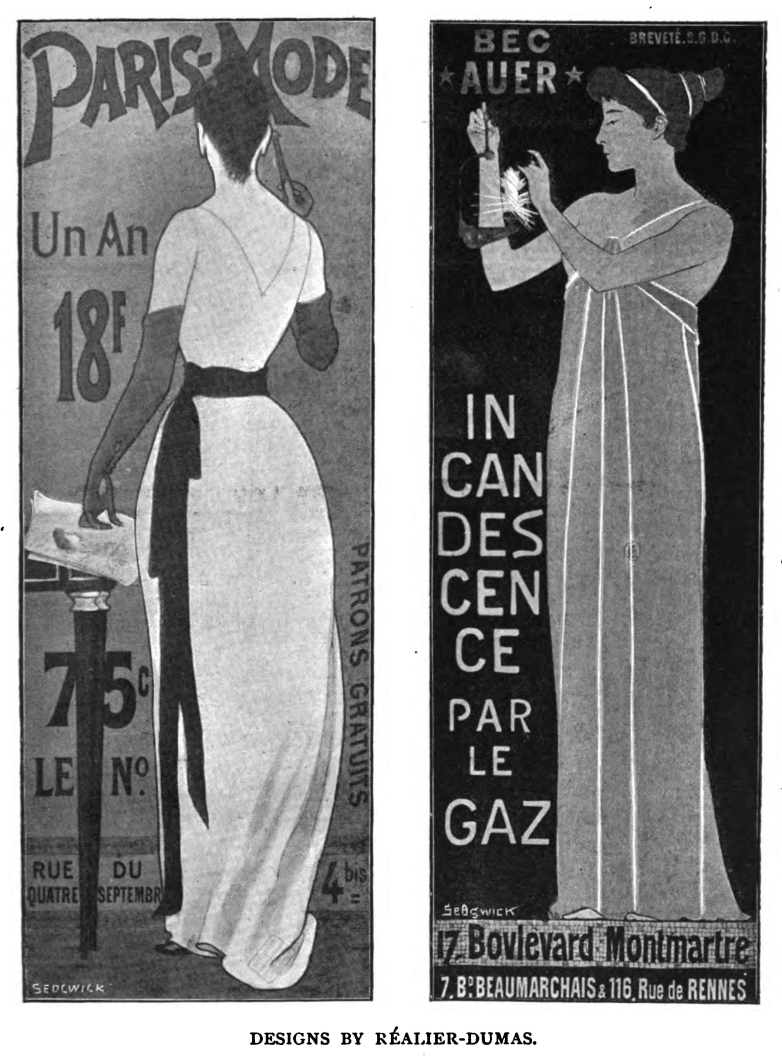 PARIS-MODE
Un An
18F
PATRONS GRATUITS
75c
LE No.
RUE DU
QUATRE SEPTEMBRE
4 bis
SEDGWICK
BEC
AUER
BREVETÉ.S.G.D.G.
IN
CAN
DES
CEN
CE
PAR
LE
GAZ
SEDGWICK
17. Bovlevard Montmartre
7, Bd BEAUMARCHAIS & 116, Rue de RENNES
DESIGNS BY RÉALIER-DUMAS.